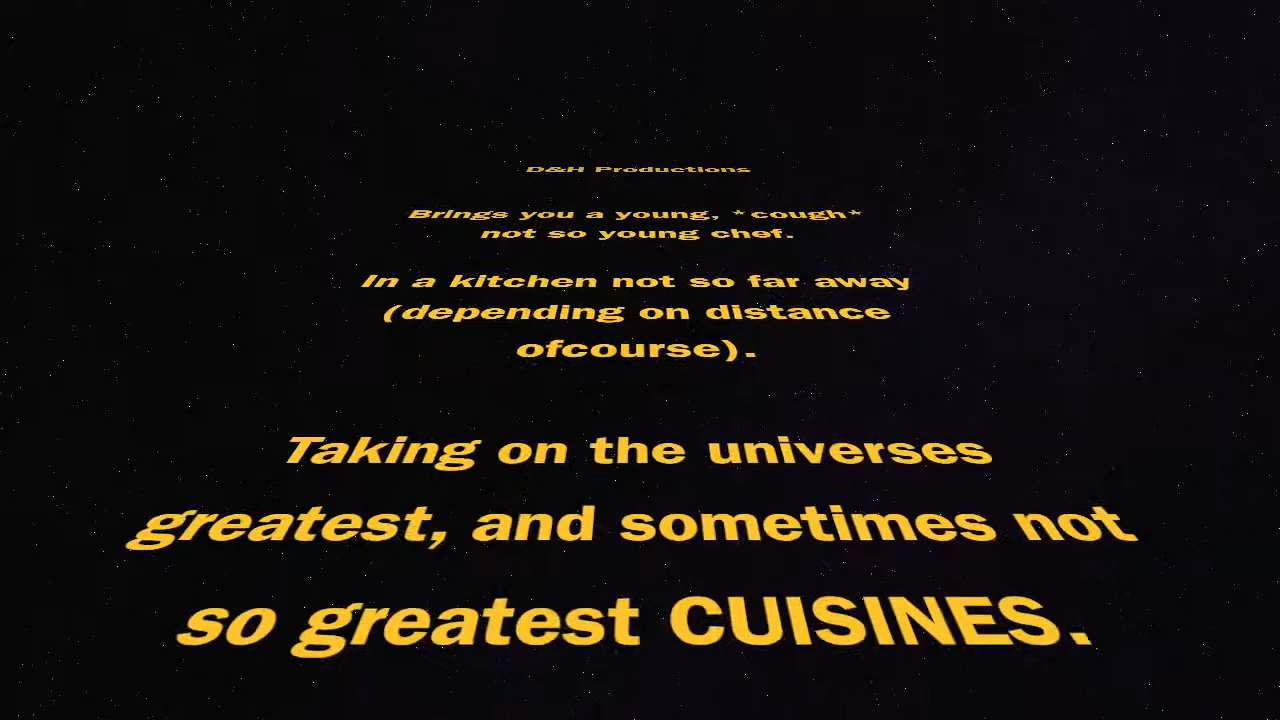 D&H Productions
Brings you a young, *cough*
not so young chef.
In a kitchen not so far away
(depending on distance
ofcourse).
Taking on the universes
greatest, and sometimes not
so greatest CUISINES.